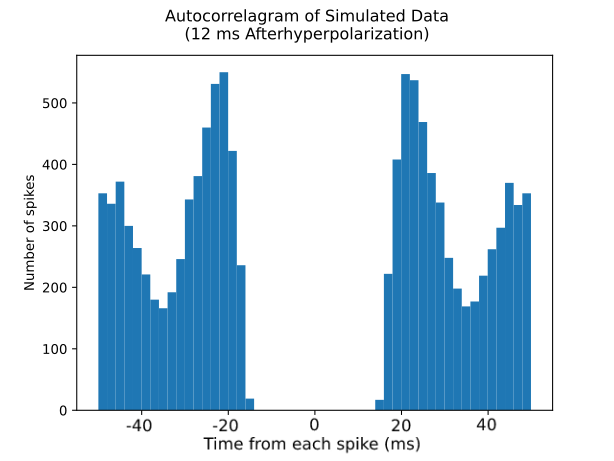 Autocorrelagram of Simulated Data
(12 ms Afterhyperpolarization)
Number of spikes
500
400
300
200
100
0
-40 -20 0 20 40
Time from each spike (ms)